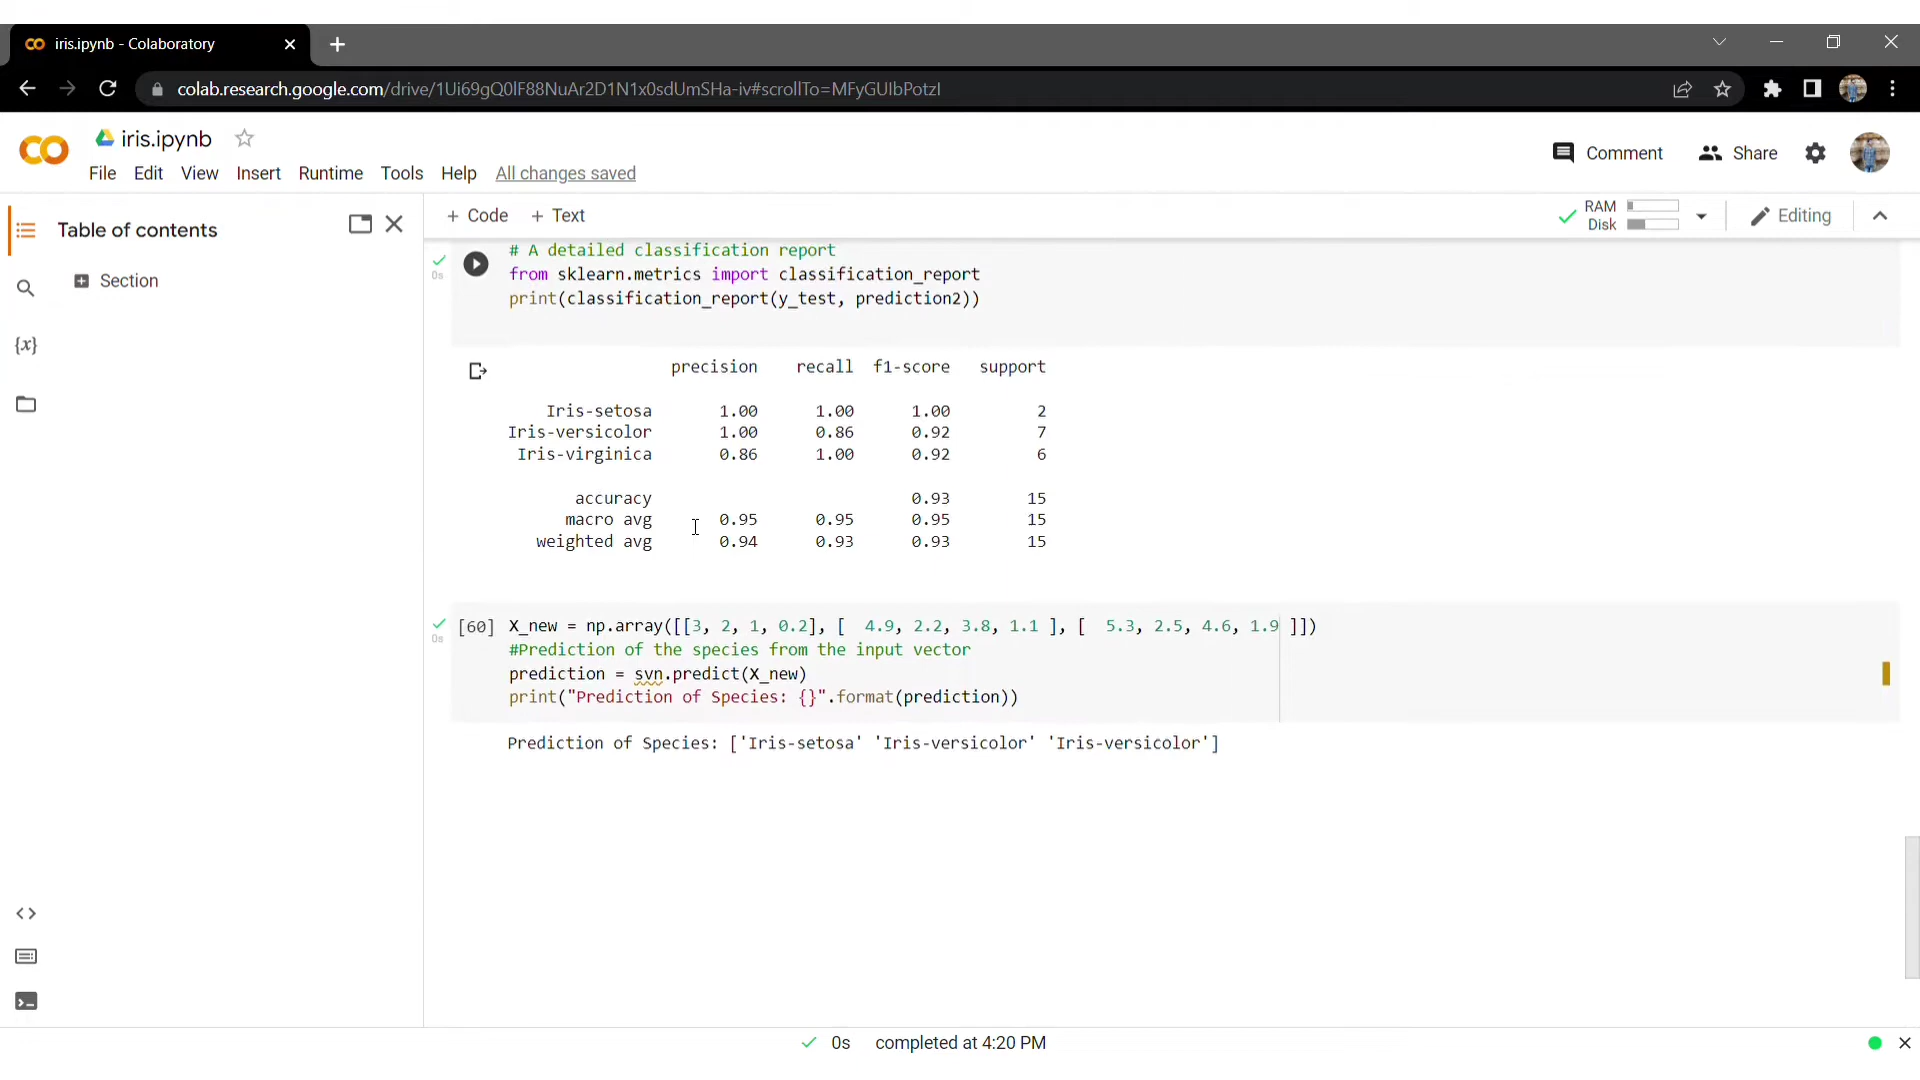 iris.ipynb - Colaboratory
colab.research.google.com/drive/1Ui69gQ0lF88NuAr2D1N1x0sdUmSHa-iv#scrollTo=MFyGUIbPotzI
iris.ipynb
Comment
Share
File Edit View Insert Runtime Tools Help All changes saved
Table of contents
+ Code + Text
RAM
Disk
Editing
Section
{x}
0s
# A detailed classification report
from sklearn.metrics import classification_report
print(classification_report(y_test, prediction2))
precision recall f1-score support
Iris-setosa 1.00 1.00 1.00 2
Iris-versicolor 1.00 0.86 0.92 7
Iris-virginica 0.86 1.00 0.92 6
accuracy 0.93 15
macro avg 0.95 0.95 0.95 15
weighted avg 0.94 0.93 0.93 15
0s
[60] X_new = np.array([[3, 2, 1, 0.2], [  4.9, 2.2, 3.8, 1.1 ], [  5.3, 2.5, 4.6, 1.9 ]])
#Prediction of the species from the input vector
prediction = svn.predict(X_new)
print("Prediction of Species: {}".format(prediction))
Prediction of Species: ['Iris-setosa' 'Iris-versicolor' 'Iris-versicolor']
0s completed at 4:20 PM